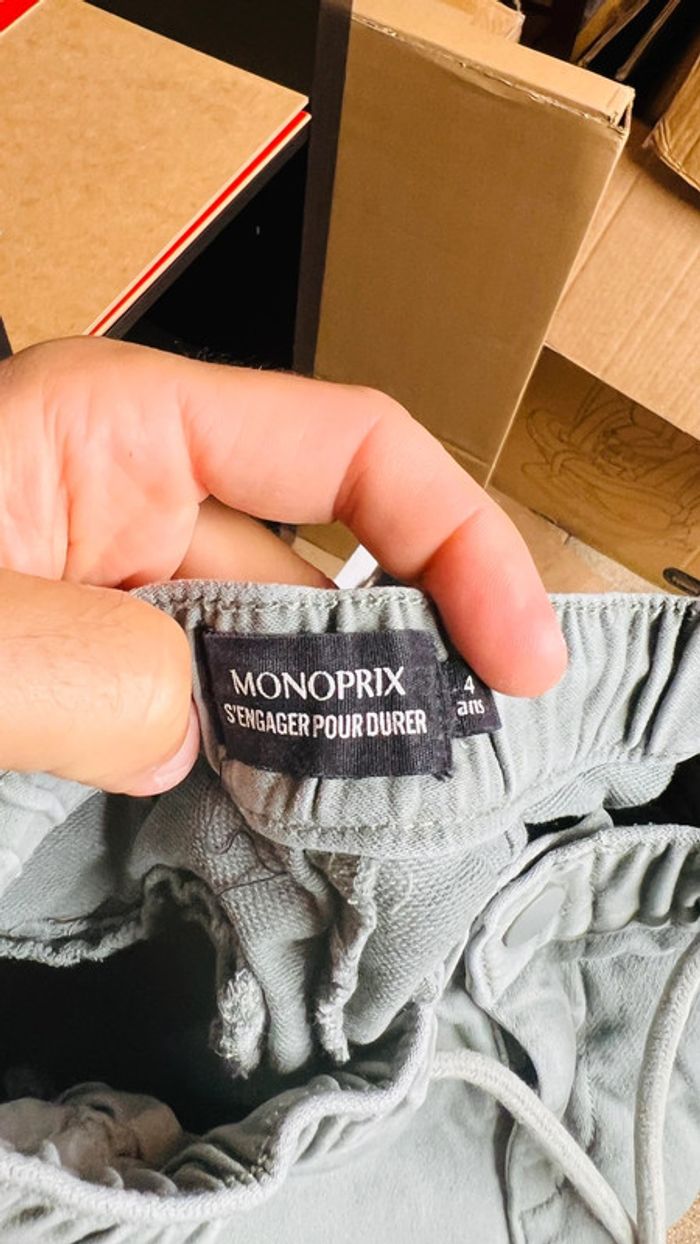 MONOPRIX
S'ENGAGER POUR DURER
4
ans